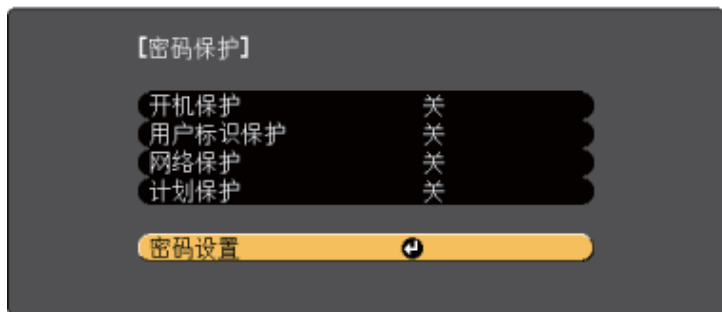 [密码保护]
开机保护 关
用户标识保护 关
网络保护 关
计划保护 关
密码设置